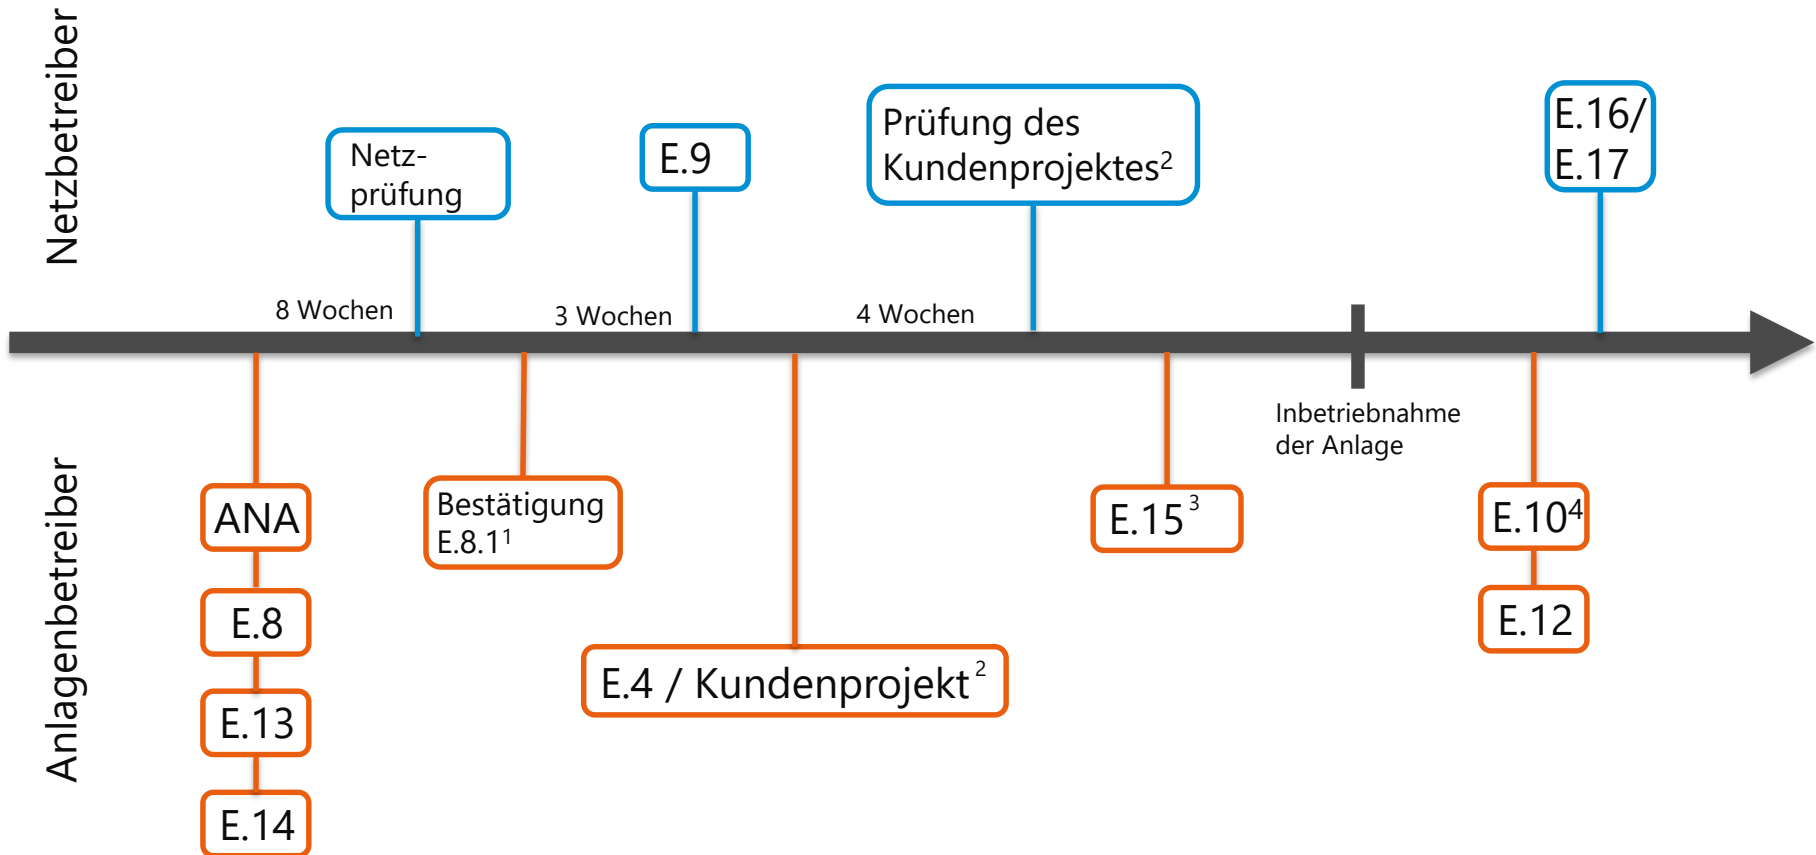 Netzbetreiber
Netz-
prüfung
E.9
Prüfung des
Kundenprojektes²
E.16/
E.17
8 Wochen
3 Wochen
4 Wochen
Inbetriebnahme
der Anlage
Anlagenbetreiber
ANA
E.8
E.13
E.14
Bestätigung
E.8.1¹
E.4 / Kundenprojekt²
E.15³
E.10⁴
E.12